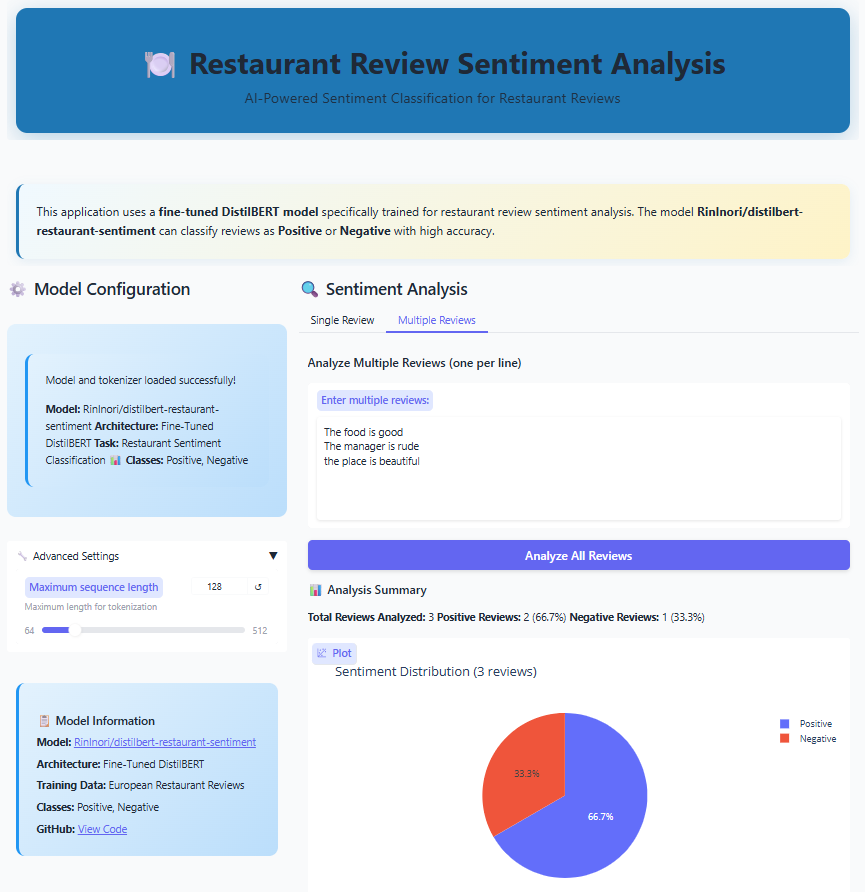 🍽️ Restaurant Review Sentiment Analysis
AI-Powered Sentiment Classification for Restaurant Reviews
This application uses a fine-tuned DistilBERT model specifically trained for restaurant review sentiment analysis. The model RinInori/distilbert-
restaurant-sentiment can classify reviews as Positive or Negative with high accuracy.
⚙️ Model Configuration
Model and tokenizer loaded successfully!
Model: RinInori/distilbert-restaurant-
sentiment Architecture: Fine-Tuned
DistilBERT Task: Restaurant Sentiment
Classification 📊 Classes: Positive, Negative
🔧 Advanced Settings ▼
Maximum sequence length
128 ↺
Maximum length for tokenization
64 512
📋 Model Information
Model: RinInori/distilbert-restaurant-sentiment
Architecture: Fine-Tuned DistilBERT
Training Data: European Restaurant Reviews
Classes: Positive, Negative
GitHub: View Code
🔍 Sentiment Analysis
Single Review Multiple Reviews
Analyze Multiple Reviews (one per line)
Enter multiple reviews:
The food is good
The manager is rude
the place is beautiful
Analyze All Reviews
📊 Analysis Summary
Total Reviews Analyzed: 3 Positive Reviews: 2 (66.7%) Negative Reviews: 1 (33.3%)
Plot
Sentiment Distribution (3 reviews)
Positive
Negative
33.3%
66.7%